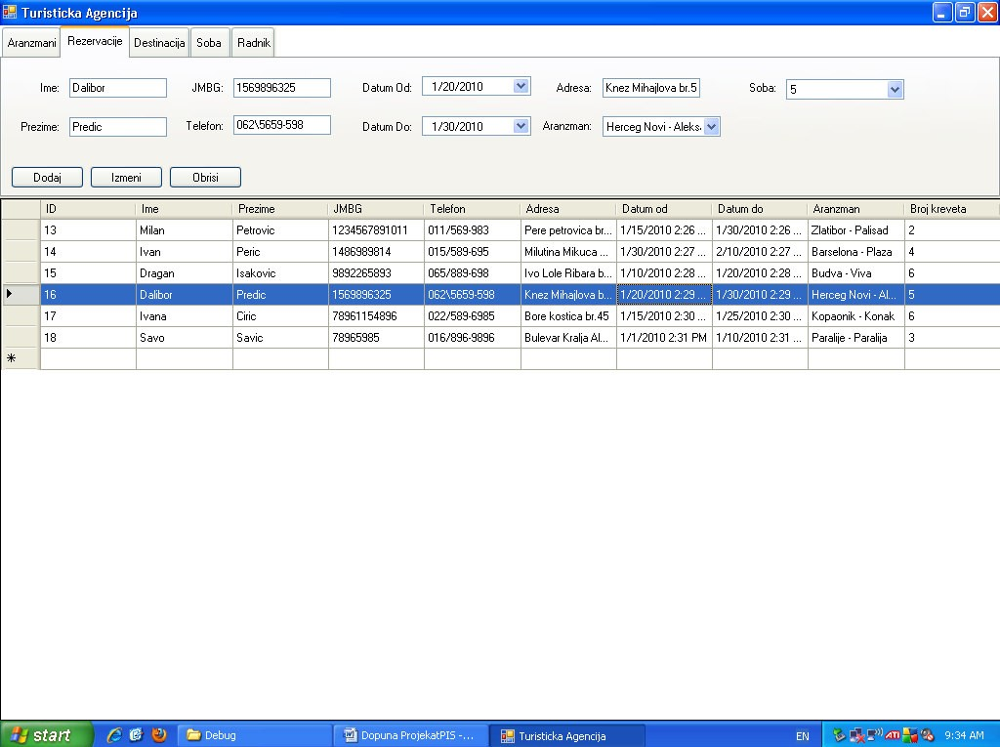 Turisticka Agencija
Aranzmani Rezervacije Destinacija Soba Radnik
Ime: Dalibor JMBG: 1569896325 Datum Od: 1/20/2010 Adresa: Knez Mihajlova br.5 Soba: 5
Prezime: Predic Telefon: 062\5659-598 Datum Do: 1/30/2010 Aranzman: Herceg Novi - Aleks
Dodaj Izmeni Obrisi
ID Ime Prezime JMBG Telefon Adresa Datum od Datum do Aranzman Broj kreveta
13 Milan Petrovic 1234567891011 011/569-983 Pere petrovica br... 1/15/2010 2:26 ... 1/30/2010 2:26 ... Zlatibor - Palisad 2
14 Ivan Peric 1486989814 015/589-695 Milutina Mikuca ... 1/30/2010 2:27 ... 2/10/2010 2:27 ... Barselona - Plaza 4
15 Dragan Isakovic 9892265893 065/889-698 Ivo Lole Ribara b... 1/10/2010 2:28 ... 1/20/2010 2:28 ... Budva - Viva 6
16 Dalibor Predic 1569896325 062\5659-598 Knez Mihajlova b... 1/20/2010 2:29 ... 1/30/2010 2:29 ... Herceg Novi - Al... 5
17 Ivana Ciric 78961154896 022/589-6985 Bore kostica br.45 1/15/2010 2:30 ... 1/25/2010 2:30 ... Kopaonik - Konak 6
18 Savo Savic 78965985 016/896-9896 Bulevar Kralja Al... 1/1/2010 2:31 PM 1/10/2010 2:31 ... Paralije - Paralija 3
start Debug Dopuna ProjekatPIS -... Turisticka Agencija EN ATI 9:34 AM